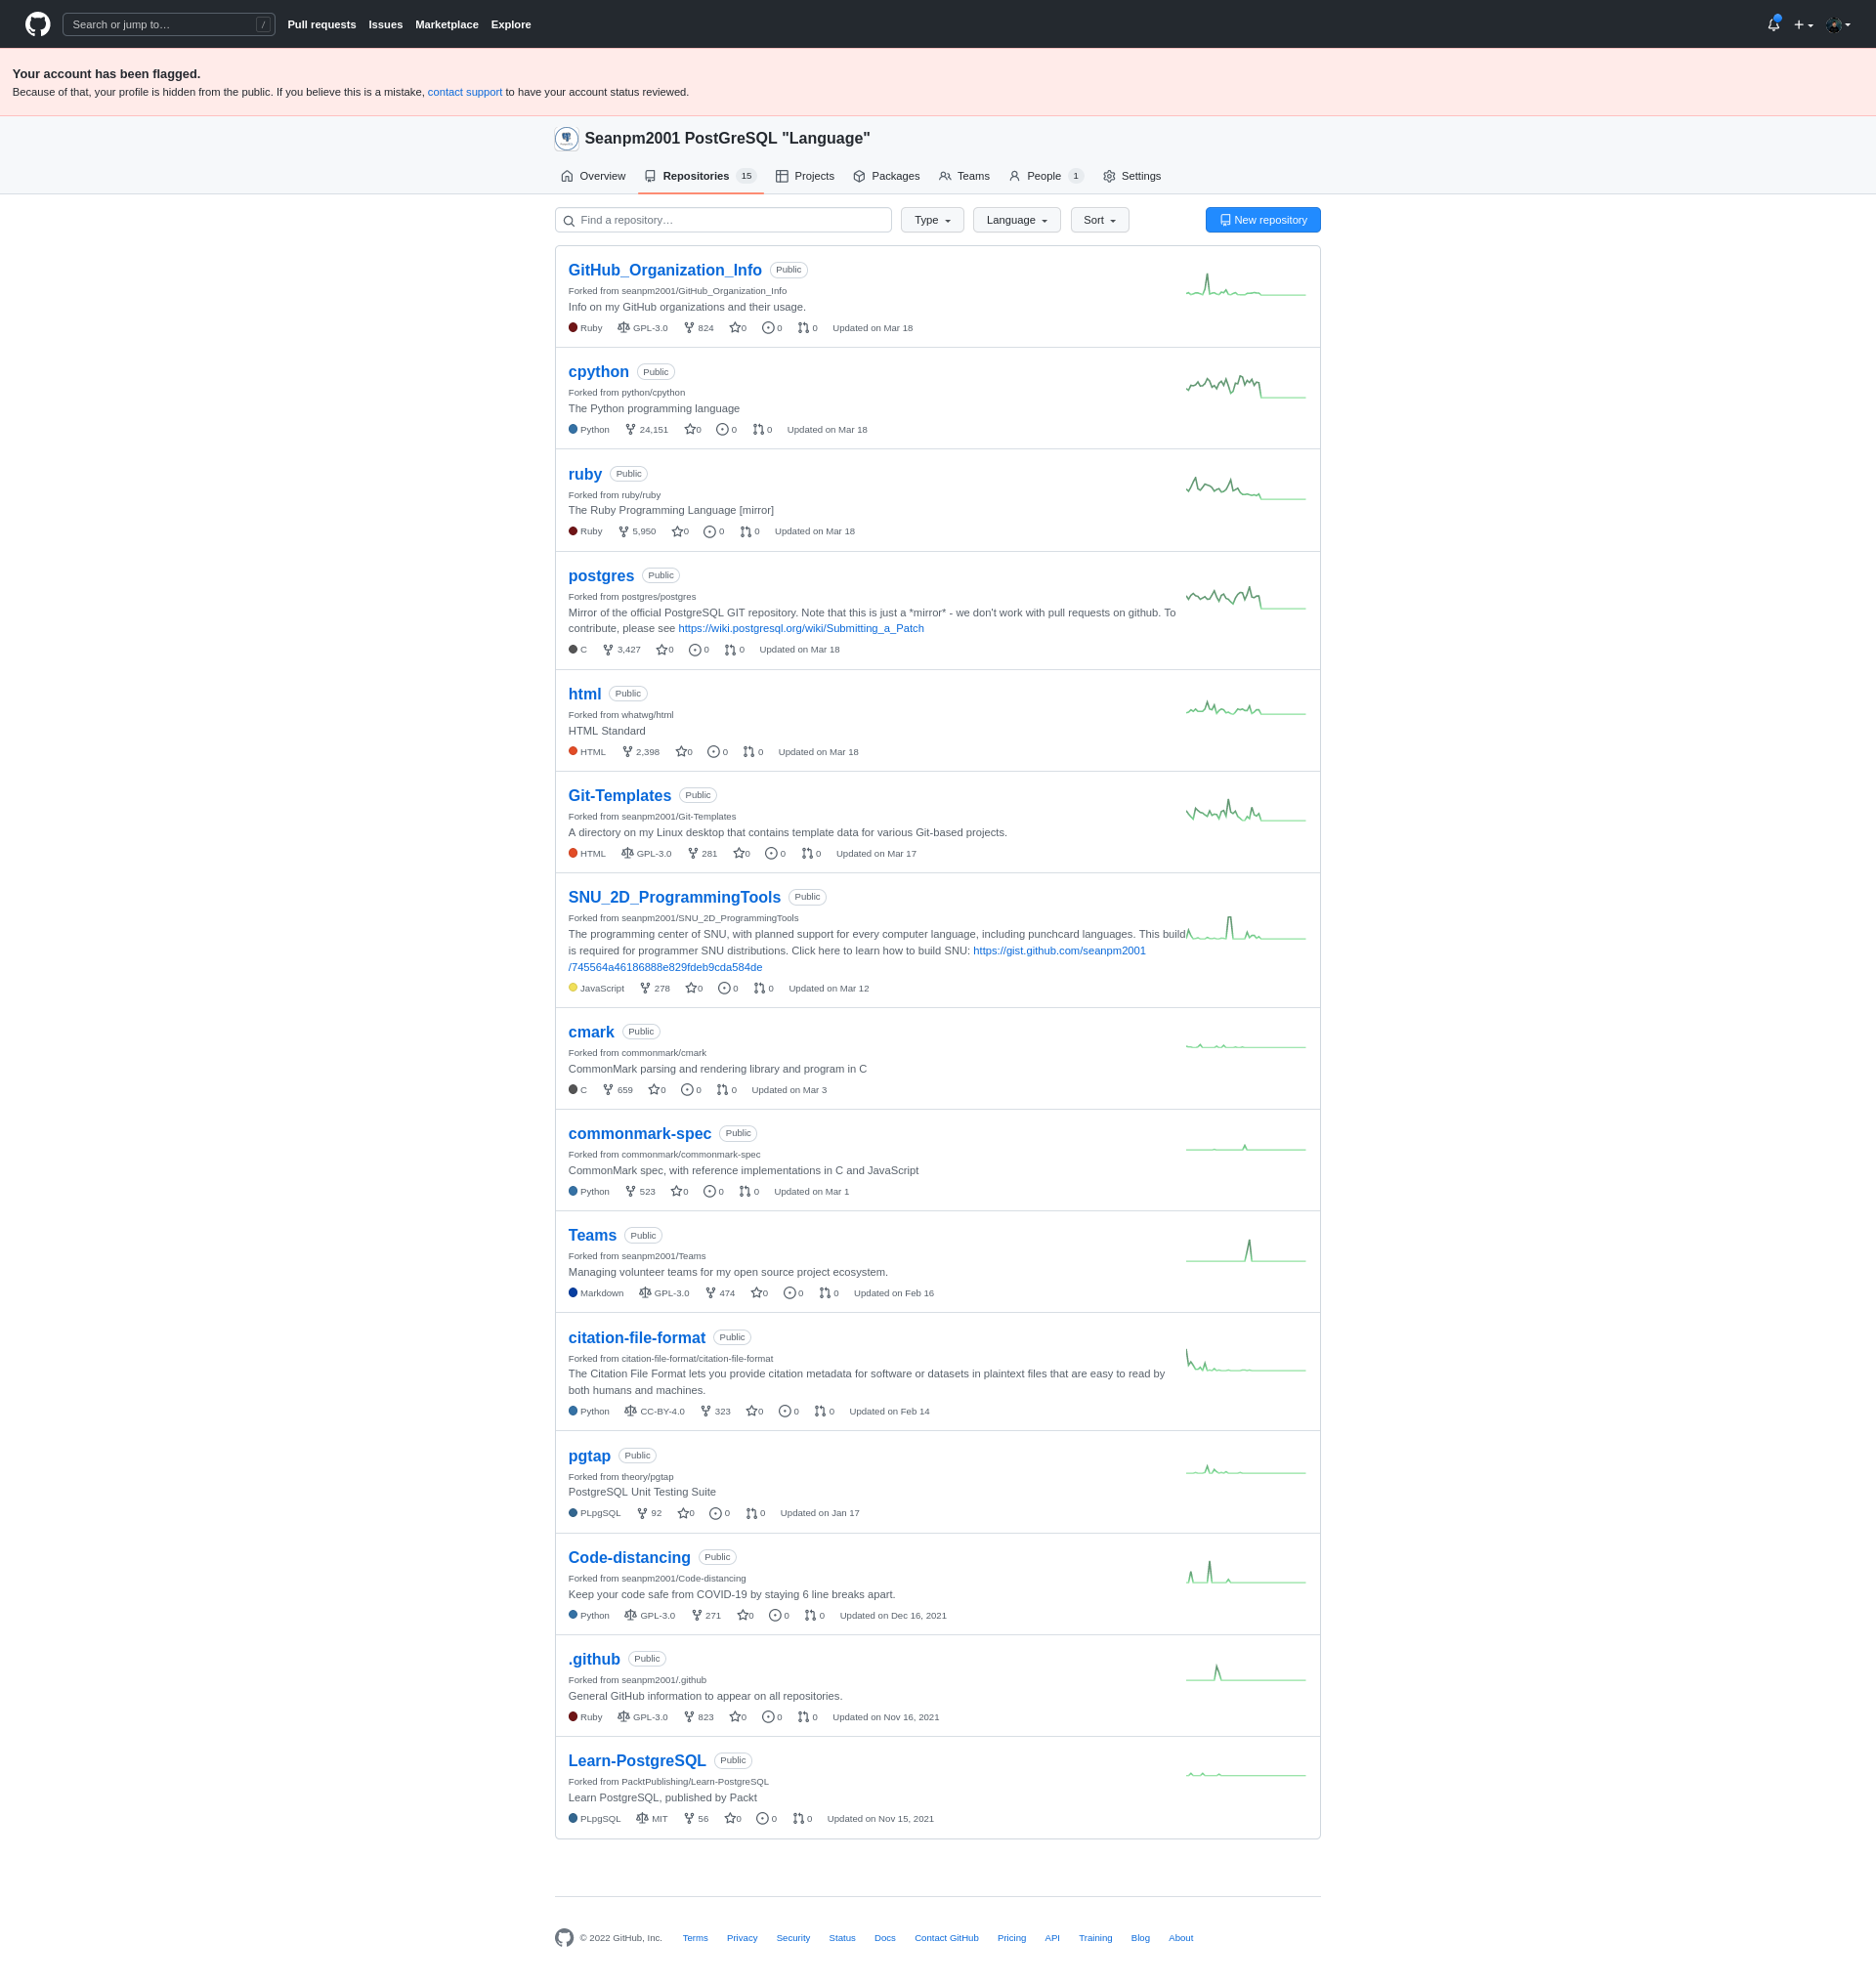 Search or jump to…
/
Pull requests Issues Marketplace Explore
Your account has been flagged.
Because of that, your profile is hidden from the public. If you believe this is a mistake, contact support to have your account status reviewed.
Seanpm2001 PostGreSQL "Language"
Overview Repositories 15 Projects Packages Teams People 1 Settings
Find a repository… Type Language Sort New repository
GitHub_Organization_Info Public
Forked from seanpm2001/GitHub_Organization_Info
Info on my GitHub organizations and their usage.
Ruby GPL-3.0 824 0 0 0 Updated on Mar 18
cpython Public
Forked from python/cpython
The Python programming language
Python 24,151 0 0 0 Updated on Mar 18
ruby Public
Forked from ruby/ruby
The Ruby Programming Language [mirror]
Ruby 5,950 0 0 0 Updated on Mar 18
postgres Public
Forked from postgres/postgres
Mirror of the official PostgreSQL GIT repository. Note that this is just a *mirror* - we don't work with pull requests on github. To
contribute, please see https://wiki.postgresql.org/wiki/Submitting_a_Patch
C 3,427 0 0 0 Updated on Mar 18
html Public
Forked from whatwg/html
HTML Standard
HTML 2,398 0 0 0 Updated on Mar 18
Git-Templates Public
Forked from seanpm2001/Git-Templates
A directory on my Linux desktop that contains template data for various Git-based projects.
HTML GPL-3.0 281 0 0 0 Updated on Mar 17
SNU_2D_ProgrammingTools Public
Forked from seanpm2001/SNU_2D_ProgrammingTools
The programming center of SNU, with planned support for every computer language, including punchcard languages. This build
is required for programmer SNU distributions. Click here to learn how to build SNU: https://gist.github.com/seanpm2001
/745564a46186888e829fdeb9cda584de
JavaScript 278 0 0 0 Updated on Mar 12
cmark Public
Forked from commonmark/cmark
CommonMark parsing and rendering library and program in C
C 659 0 0 0 Updated on Mar 3
commonmark-spec Public
Forked from commonmark/commonmark-spec
CommonMark spec, with reference implementations in C and JavaScript
Python 523 0 0 0 Updated on Mar 1
Teams Public
Forked from seanpm2001/Teams
Managing volunteer teams for my open source project ecosystem.
Markdown GPL-3.0 474 0 0 0 Updated on Feb 16
citation-file-format Public
Forked from citation-file-format/citation-file-format
The Citation File Format lets you provide citation metadata for software or datasets in plaintext files that are easy to read by
both humans and machines.
Python CC-BY-4.0 323 0 0 0 Updated on Feb 14
pgtap Public
Forked from theory/pgtap
PostgreSQL Unit Testing Suite
PLpgSQL 92 0 0 0 Updated on Jan 17
Code-distancing Public
Forked from seanpm2001/Code-distancing
Keep your code safe from COVID-19 by staying 6 line breaks apart.
Python GPL-3.0 271 0 0 0 Updated on Dec 16, 2021
.github Public
Forked from seanpm2001/.github
General GitHub information to appear on all repositories.
Ruby GPL-3.0 823 0 0 0 Updated on Nov 16, 2021
Learn-PostgreSQL Public
Forked from PacktPublishing/Learn-PostgreSQL
Learn PostgreSQL, published by Packt
PLpgSQL MIT 56 0 0 0 Updated on Nov 15, 2021
© 2022 GitHub, Inc. Terms Privacy Security Status Docs Contact GitHub Pricing API Training Blog About